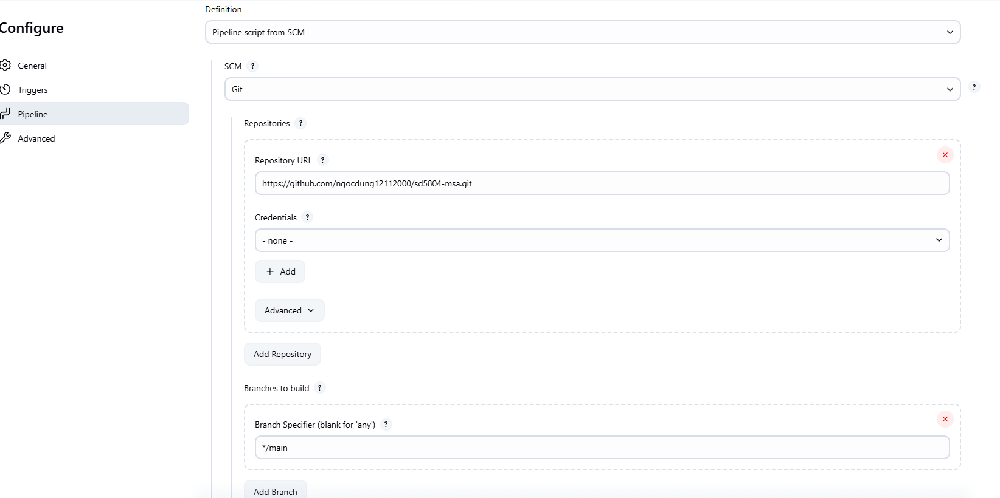 Configure
General
Triggers
Pipeline
Advanced
Definition
Pipeline script from SCM
SCM ?
Git
?
Repositories ?
Repository URL ?
https://github.com/ngocdung12112000/sd5804-msa.git
Credentials ?
- none -
+ Add
Advanced
Add Repository
Branches to build ?
Branch Specifier (blank for 'any') ?
*/main
Add Branch